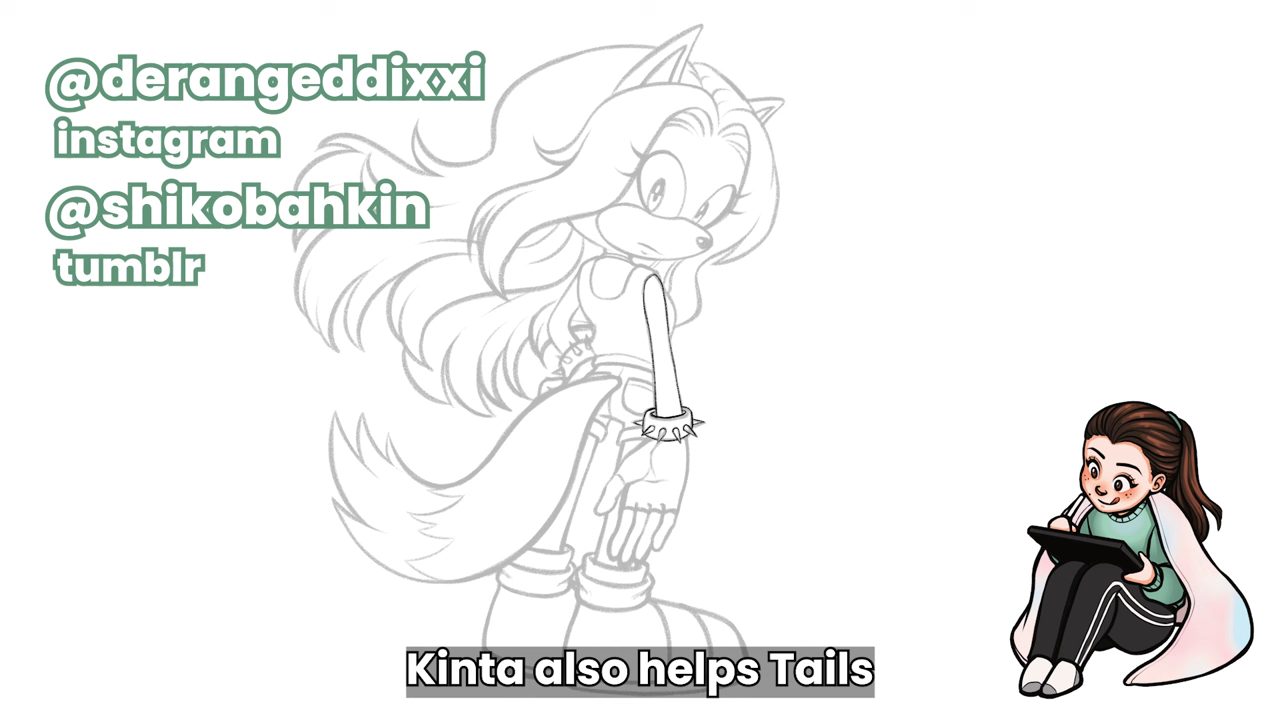 @derangeddixxi
instagram
@shikobahkin
tumblr
Kinta also helps Tails